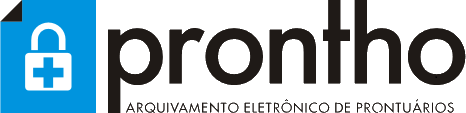 prontho
ARQUIVAMENTO ELETRÔNICO DE PRONTUÁRIOS